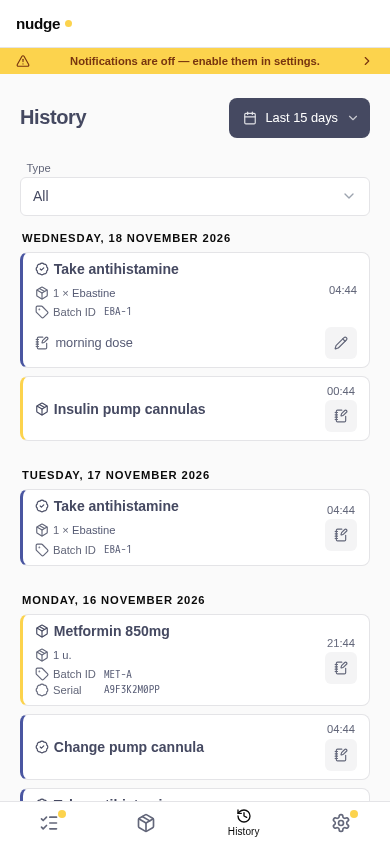 nudge
Notifications are off — enable them in settings.
History
Last 15 days
Type
All
WEDNESDAY, 18 NOVEMBER 2026
Take antihistamine
1 × Ebastine
04:44
Batch ID EBA-1
morning dose
00:44
Insulin pump cannulas
TUESDAY, 17 NOVEMBER 2026
Take antihistamine
04:44
1 × Ebastine
Batch ID EBA-1
MONDAY, 16 NOVEMBER 2026
Metformin 850mg
21:44
1 u.
Batch ID MET-A
Serial A9F3K2M0PP
04:44
Change pump cannula
History